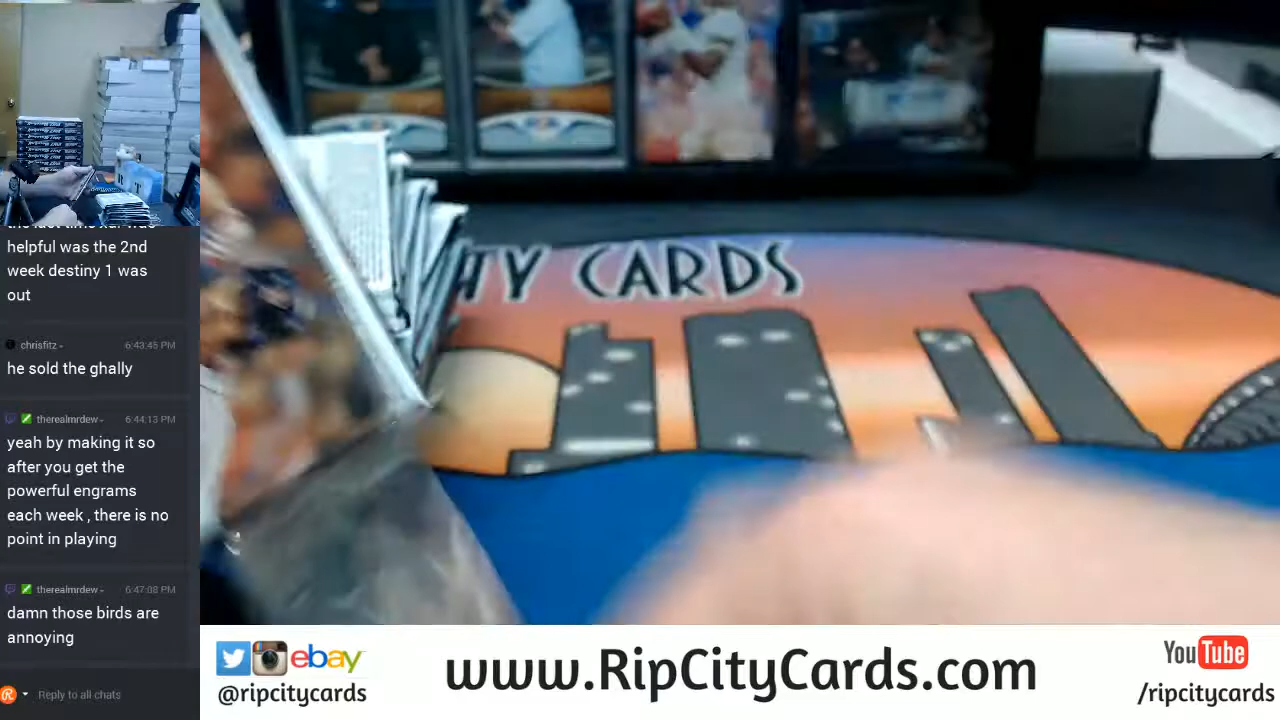 helpful was the 2nd
week destiny 1 was
out
chrisfitz
6:43:45 PM
he sold the ghally
therealmrdew
6:44:13 PM
yeah by making it so
after you get the
powerful engrams
each week , there is no
point in playing
therealmrdew
6:47:08 PM
damn those birds are
annoying
Reply to all chats
CARDS
ebay
@ripcitycards
www.RipCityCards.com
YouTube
/ripcitycards